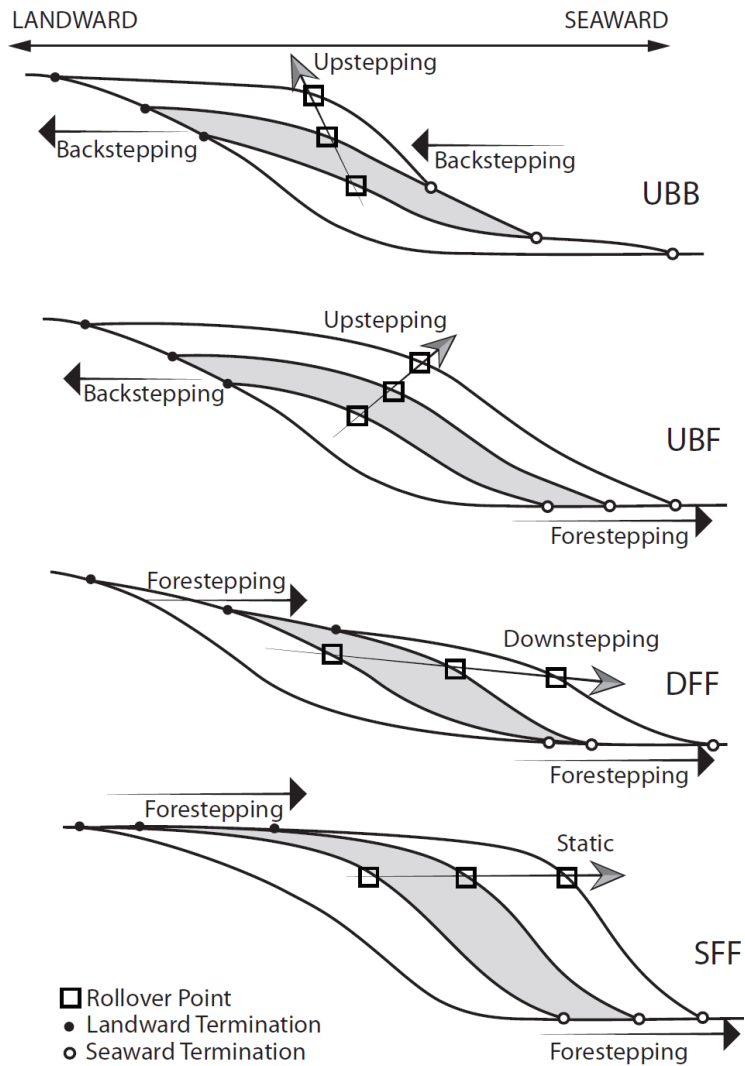 LANDWARD SEAWARD
Upstepping
Backstepping Backstepping
UBB
Upstepping
Backstepping
UBF
Forestepping
Forestepping
Downstepping
DFF
Forestepping
Forestepping
Static
SFF
Rollover Point
Landward Termination
Seaward Termination
Forestepping